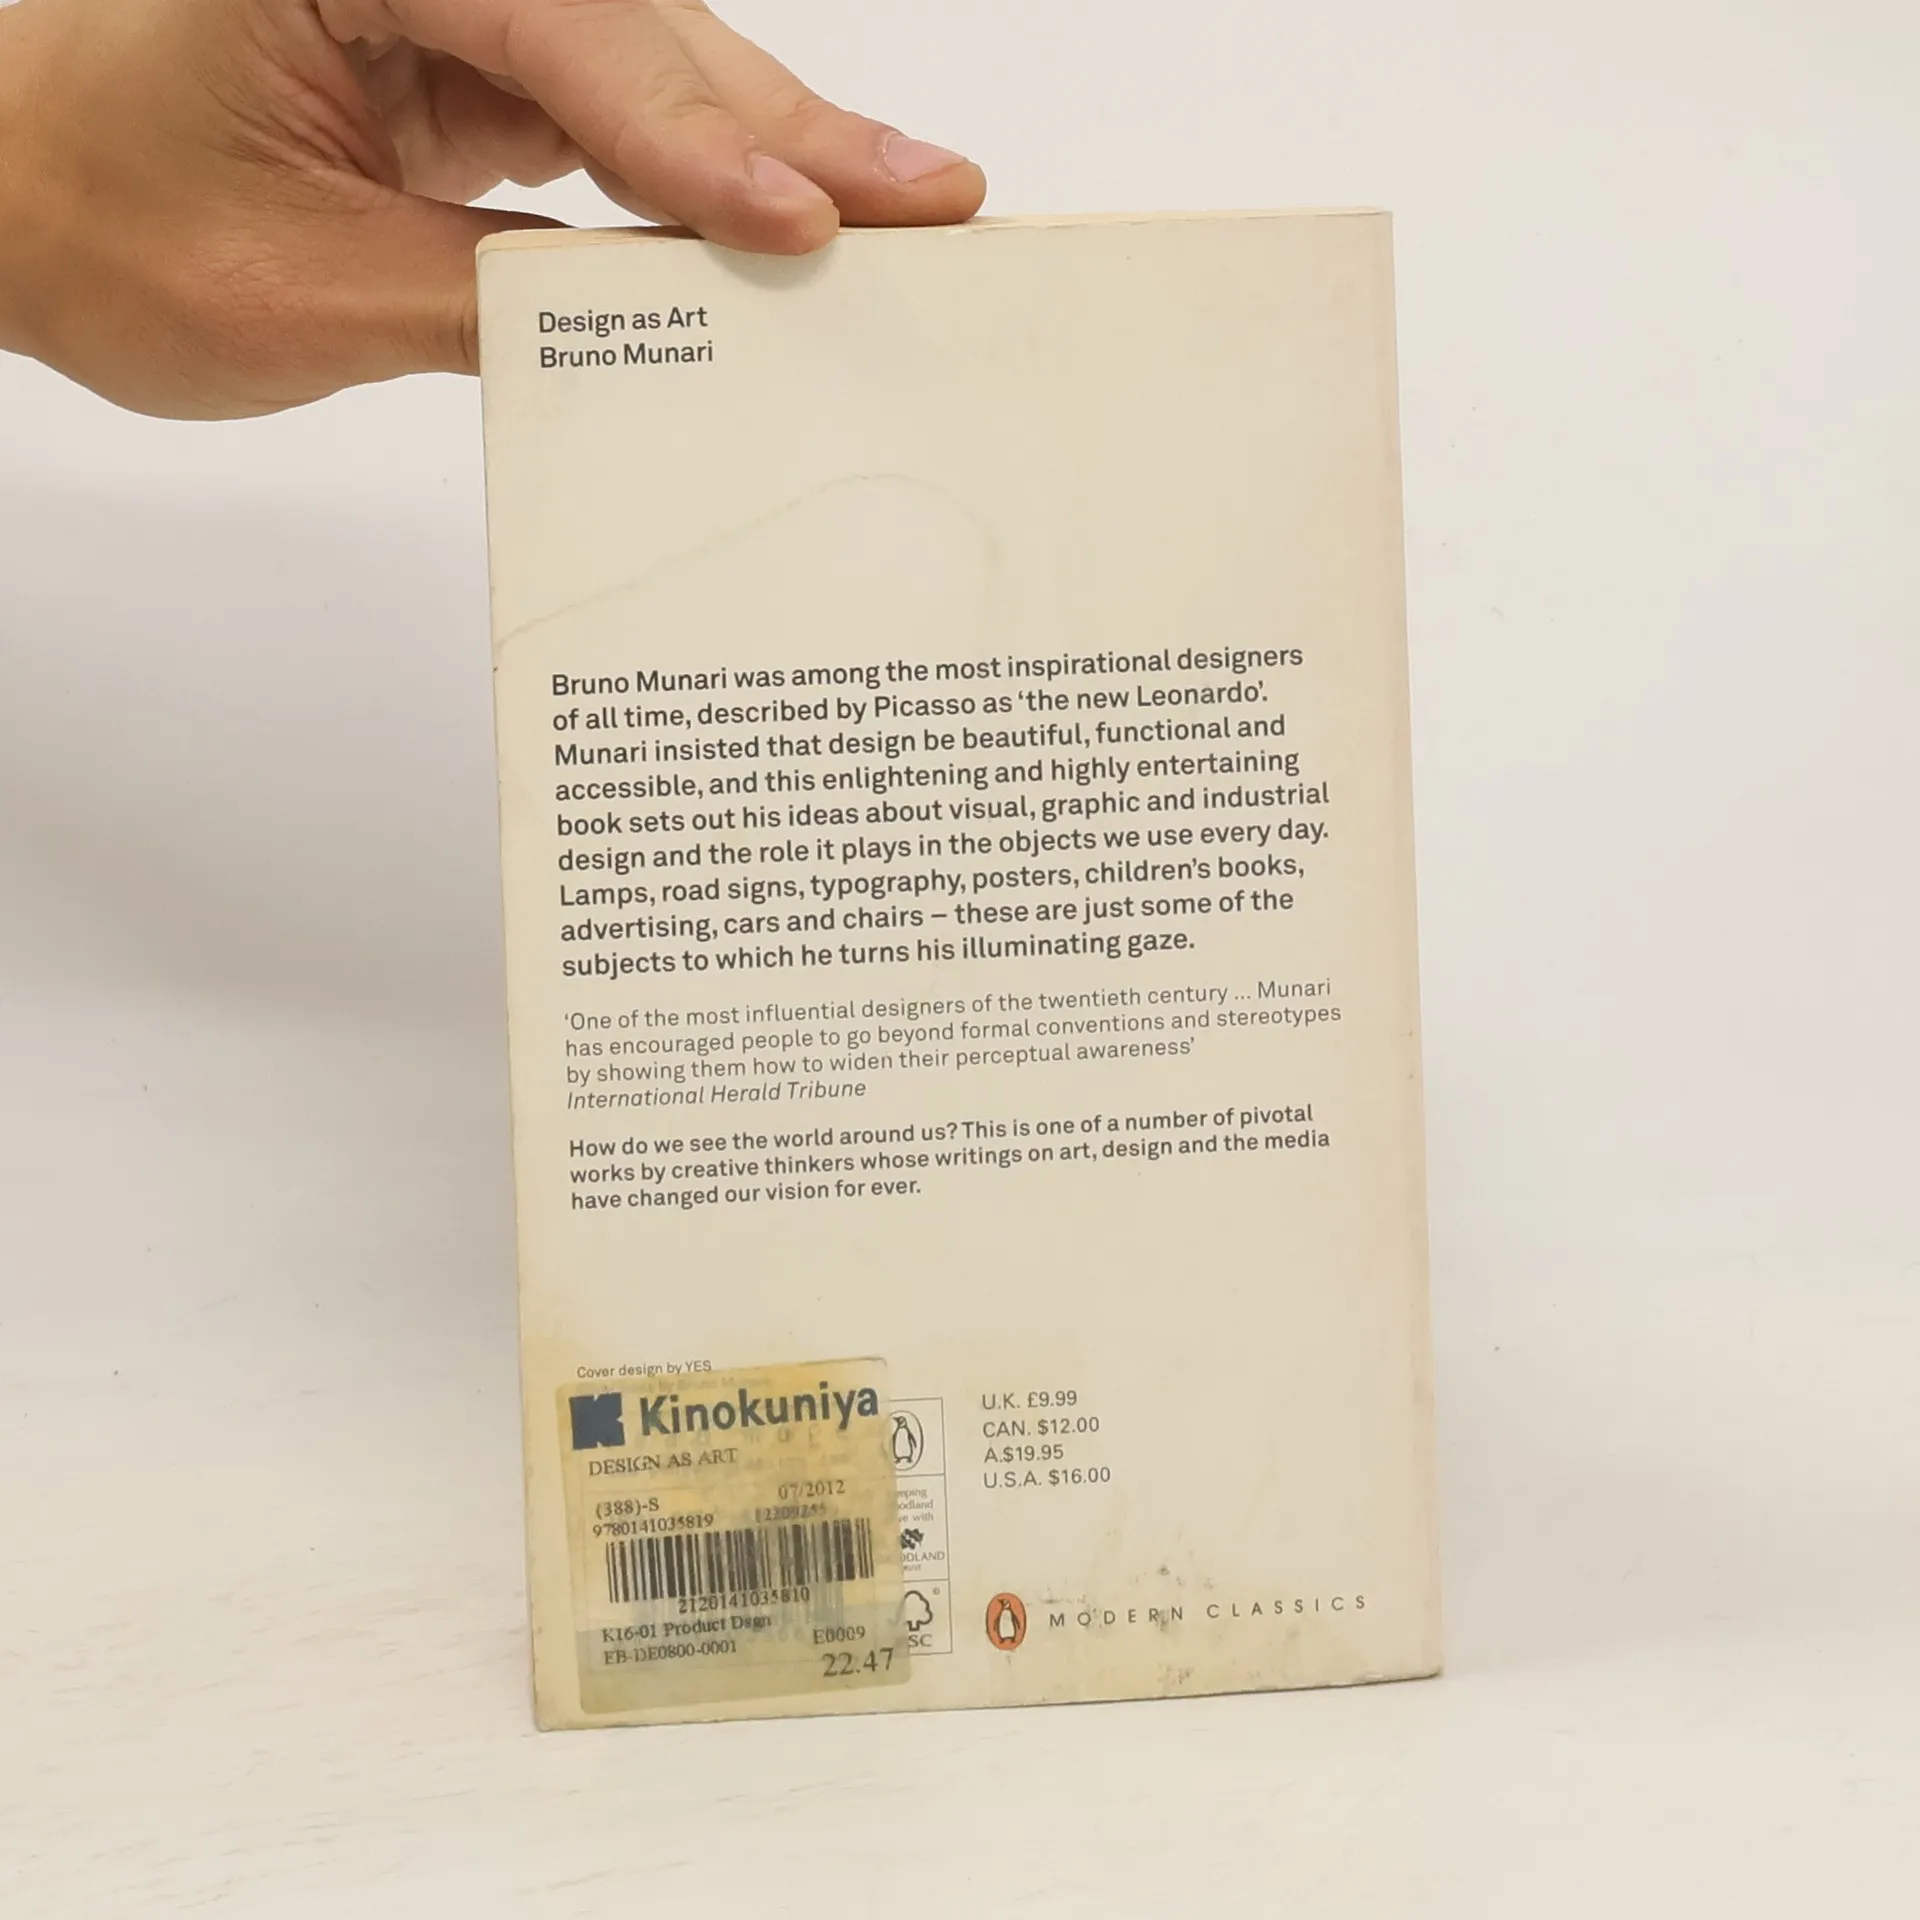 Design as Art
Bruno Munari
Bruno Munari was among the most inspirational designers
of all time, described by Picasso as ‘the new Leonardo’.
Munari insisted that design be beautiful, functional and
accessible, and this enlightening and highly entertaining
book sets out his ideas about visual, graphic and industrial
design and the role it plays in the objects we use every day.
Lamps, road signs, typography, posters, children’s books,
advertising, cars and chairs – these are just some of the
subjects to which he turns his illuminating gaze.
‘One of the most influential designers of the twentieth century ... Munari
has encouraged people to go beyond formal conventions and stereotypes
by showing them how to widen their perceptual awareness’
International Herald Tribune
How do we see the world around us? This is one of a number of pivotal
works by creative thinkers whose writings on art, design and the media
have changed our vision for ever.
Cover design by YES
Kinokuniya
DESIGN AS ART
07/2012
(388)-S
9780141035819
2120141035810
K16-01 Product Dsgn
EB-DE0800-0001
E0009
22.47
U.K. £9.99
CAN. $12.00
A.$19.95
U.S.A. $16.00
MODERN CLASSICS